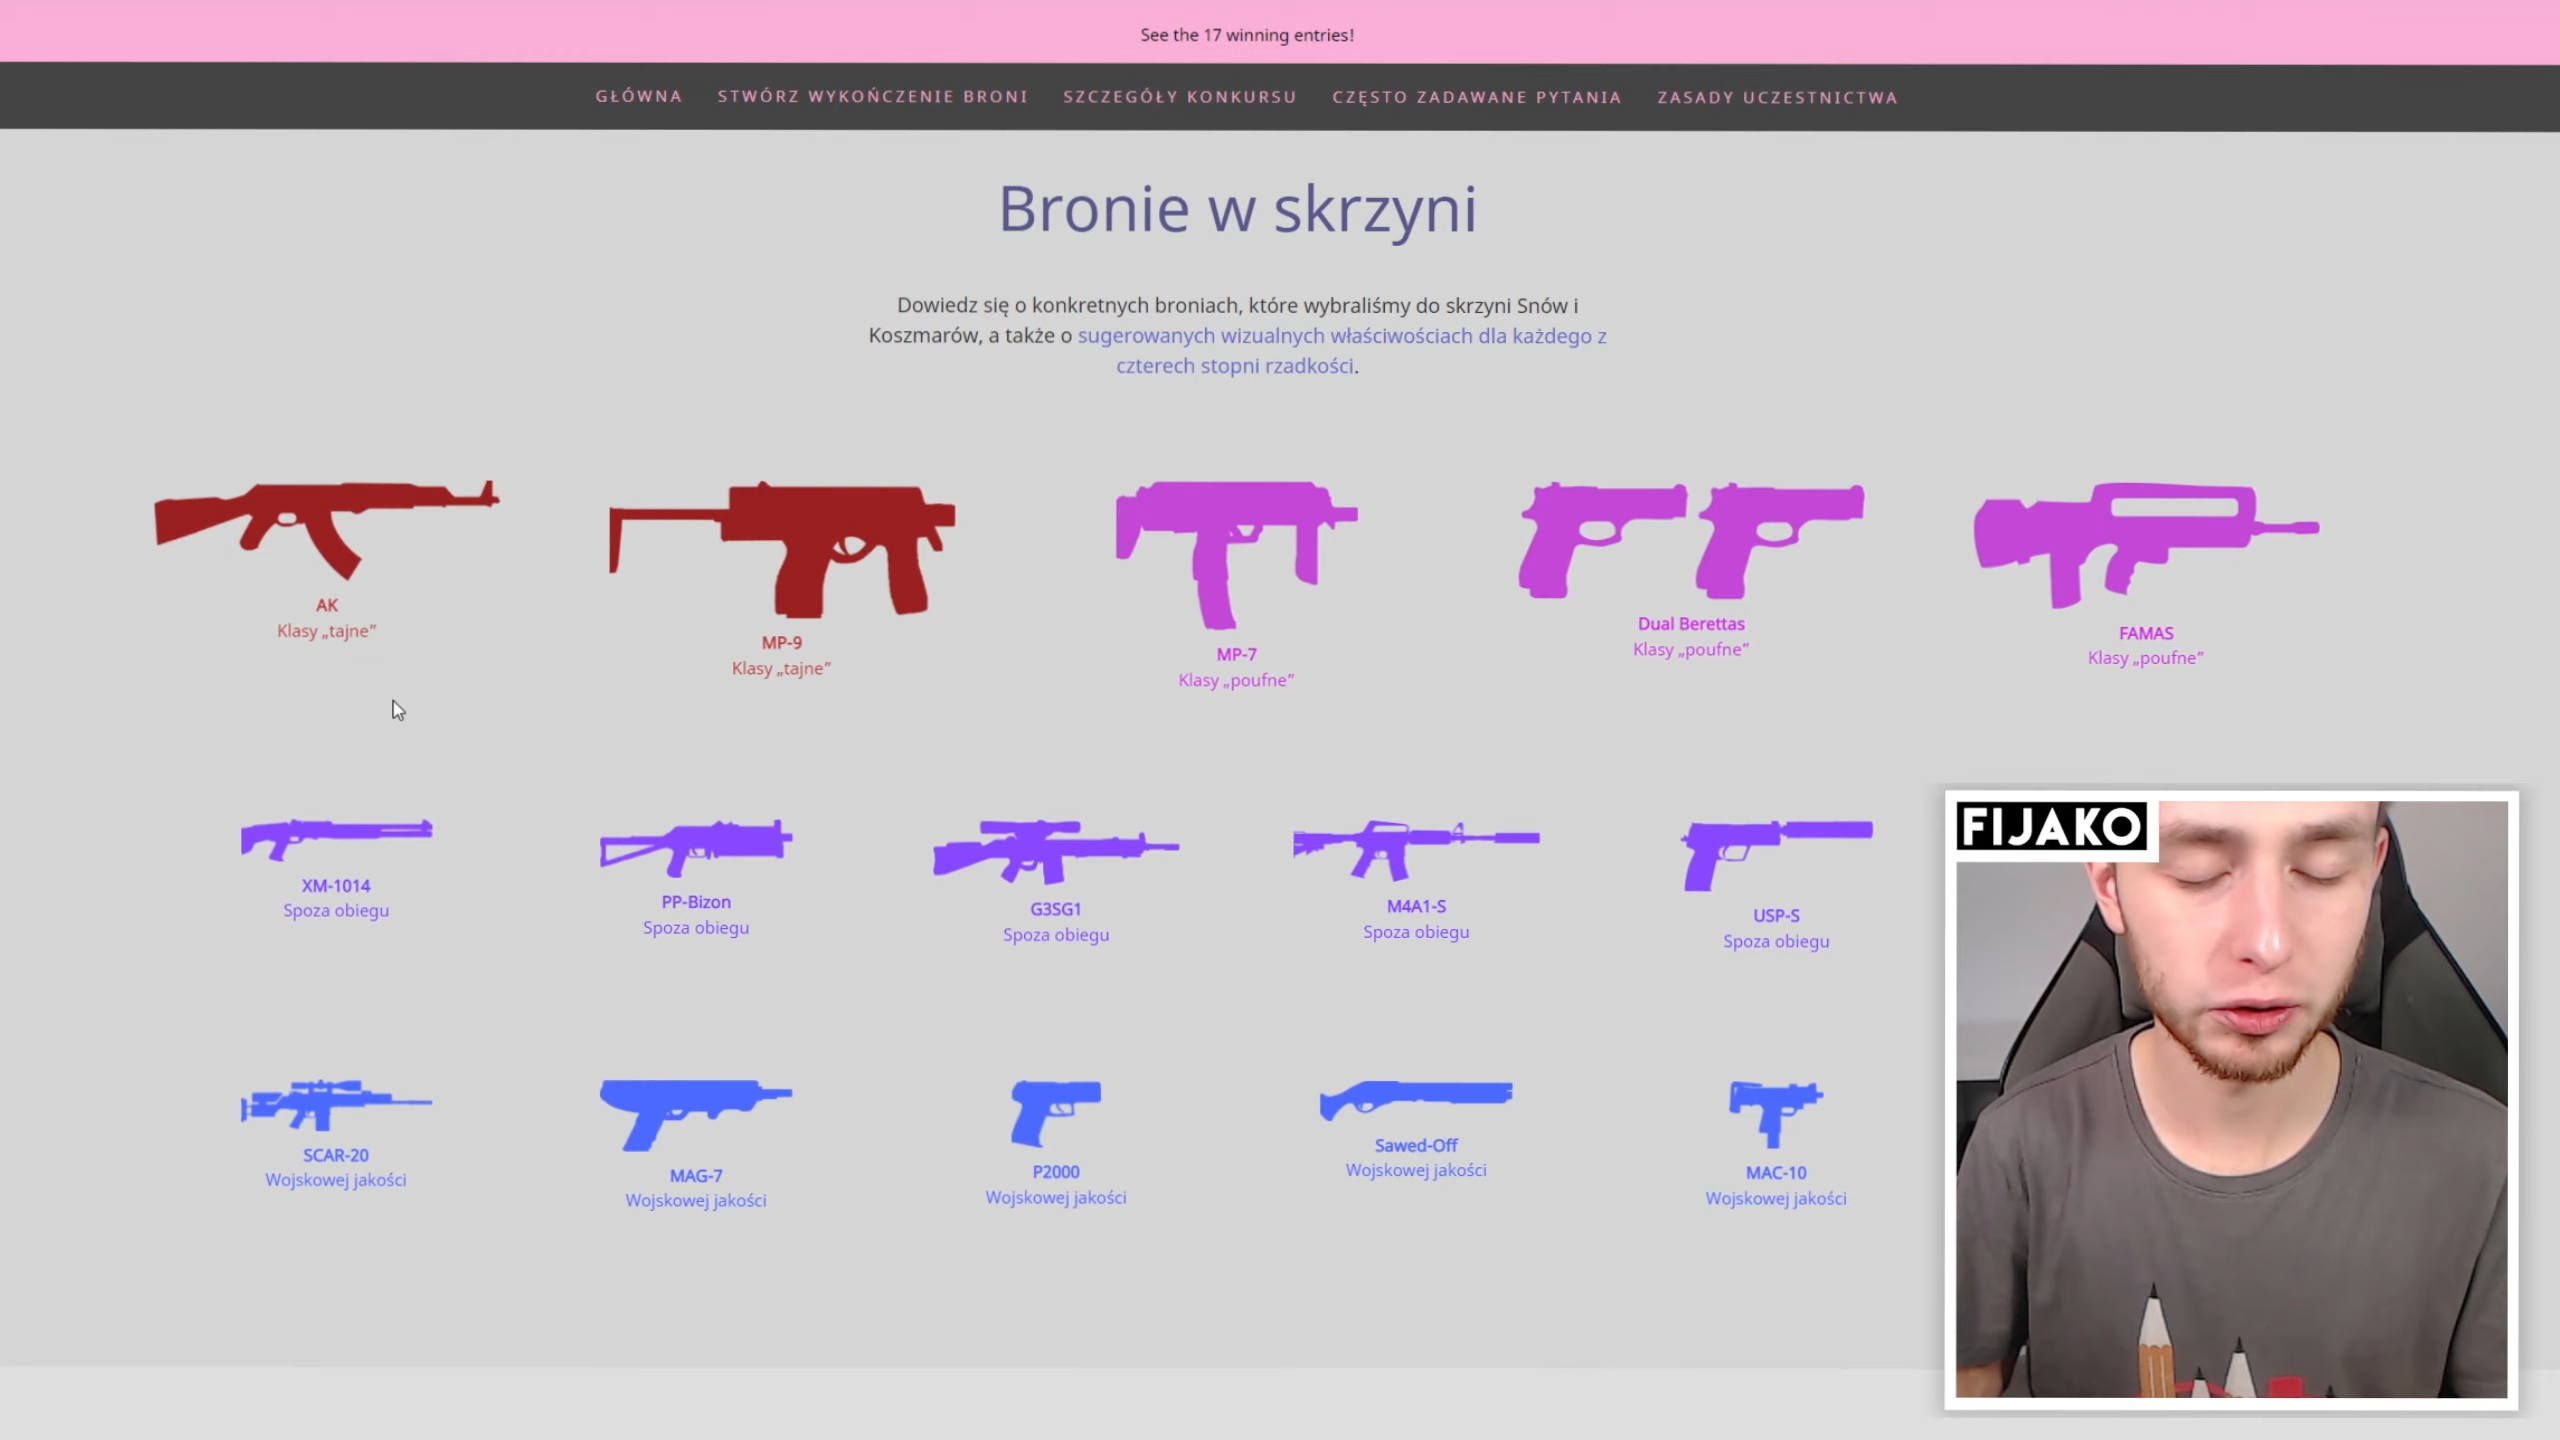 See the 17 winning entries!
GŁÓWNA STWÓRZ WYKOŃCZENIE BRONI SZCZEGÓŁY KONKURSU CZĘSTO ZADAWANE PYTANIA ZASADY UCZESTNICTWA
Bronie w skrzyni
Dowiedz się o konkretnych broniach, które wybraliśmy do skrzyni Snów i
Koszmarów, a także o sugerowanych wizualnych właściwościach dla każdego z
czterech stopni rzadkości.
AK
Klasy „tajne”
MP-9
Klasy „tajne”
MP-7
Klasy „poufne”
Dual Berettas
Klasy „poufne”
FAMAS
Klasy „poufne”
XM-1014
Spoza obiegu
PP-Bizon
Spoza obiegu
G3SG1
Spoza obiegu
M4A1-S
Spoza obiegu
USP-S
Spoza obiegu
SCAR-20
Wojskowej jakości
MAG-7
Wojskowej jakości
P2000
Wojskowej jakości
Sawed-Off
Wojskowej jakości
MAC-10
Wojskowej jakości
FIJAKO